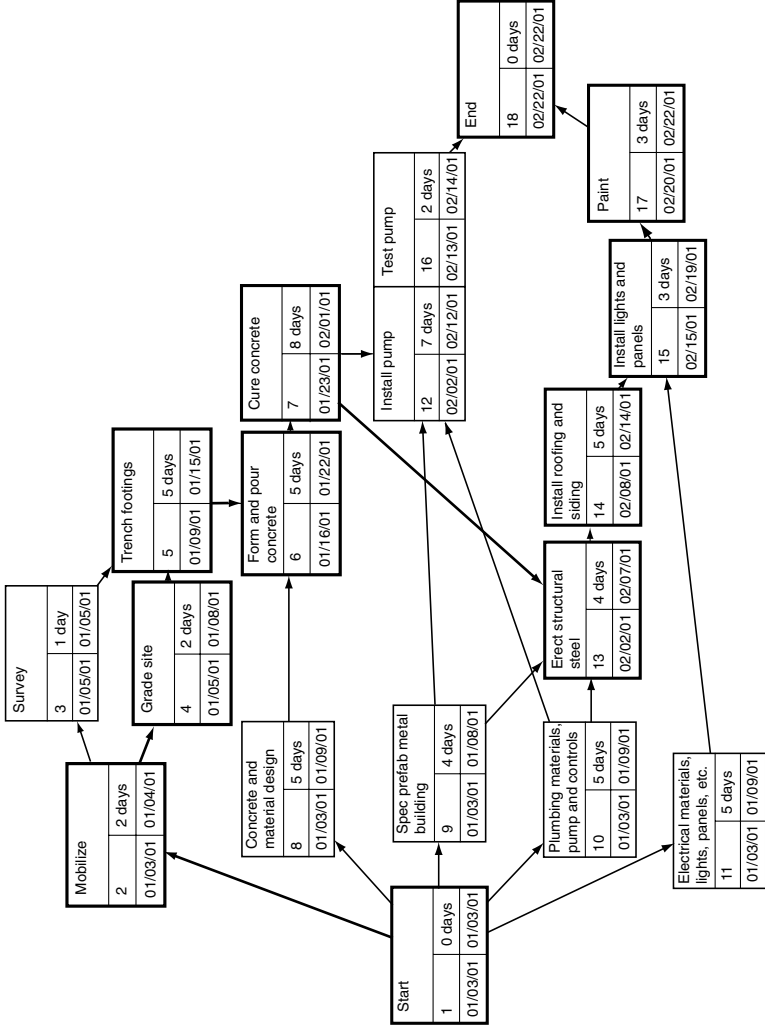 Start
1 0 days
01/03/01 01/03/01
Mobilize
2 2 days
01/03/01 01/04/01
Survey
3 1 day
01/05/01 01/05/01
Grade site
4 2 days
01/05/01 01/08/01
Trench footings
5 5 days
01/09/01 01/15/01
Concrete and
material design
8 5 days
01/03/01 01/09/01
Form and pour
concrete
6 5 days
01/16/01 01/22/01
Cure concrete
7 8 days
01/23/01 02/01/01
Spec prefab metal
building
9 4 days
01/03/01 01/08/01
Install pump
12 7 days
02/02/01 02/12/01
Test pump
16 2 days
02/13/01 02/14/01
End
18 0 days
02/22/01 02/22/01
Plumbing materials,
pump and controls
10 5 days
01/03/01 01/09/01
Erect structural
steel
13 4 days
02/02/01 02/07/01
Install roofing and
siding
14 5 days
02/08/01 02/14/01
Install lights and
panels
15 3 days
02/15/01 02/19/01
Paint
17 3 days
02/20/01 02/22/01
Electrical materials,
lights, panels, etc.
11 5 days
01/03/01 01/09/01